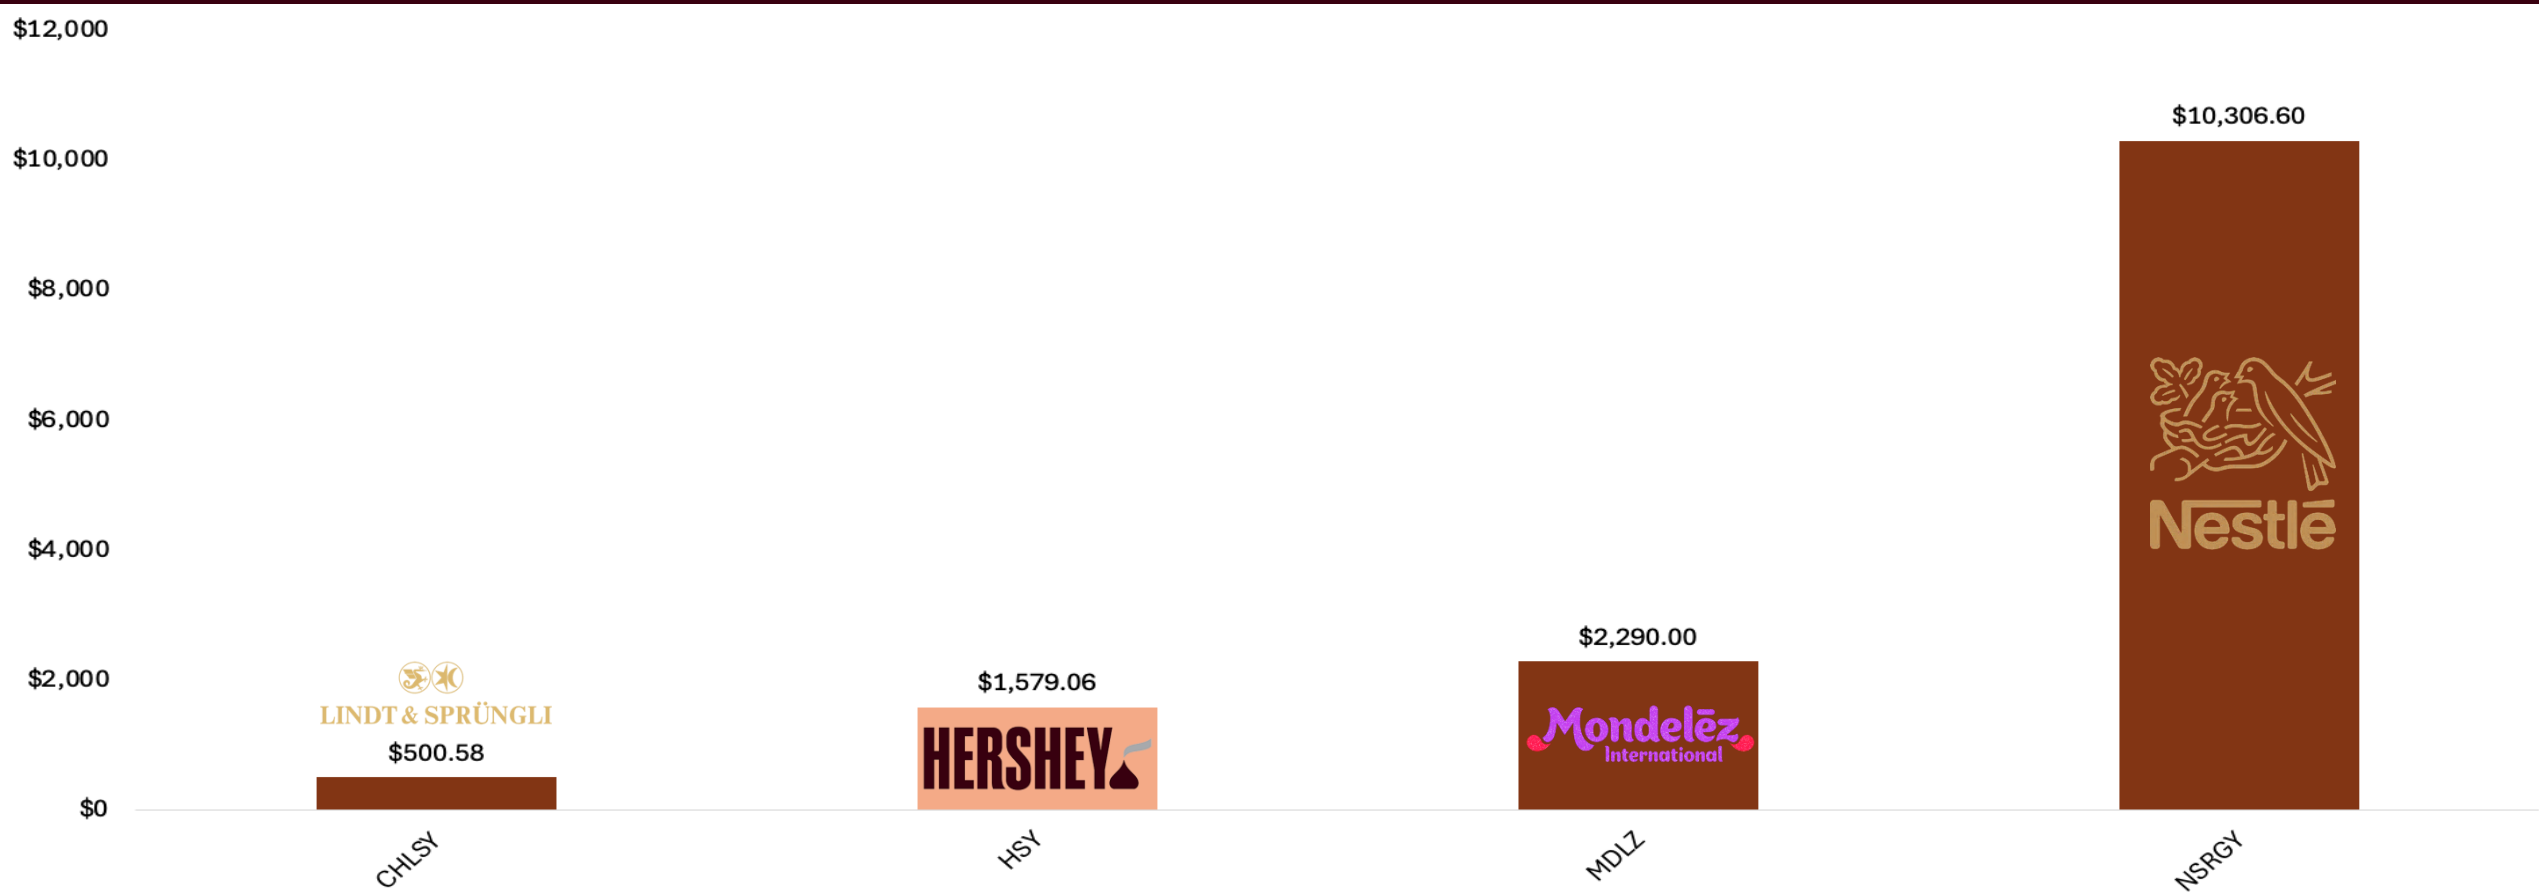 $12,000
$10,306.60
$10,000
$8,000
$6,000
Nestlē
$4,000
$2,290.00
$2,000
LINDT & SPRÜNGLI
$1,579.06
$500.58
HERSHEY
Mondelēz
International
$0
CHLSY
HSY
MDLZ
NSRGY